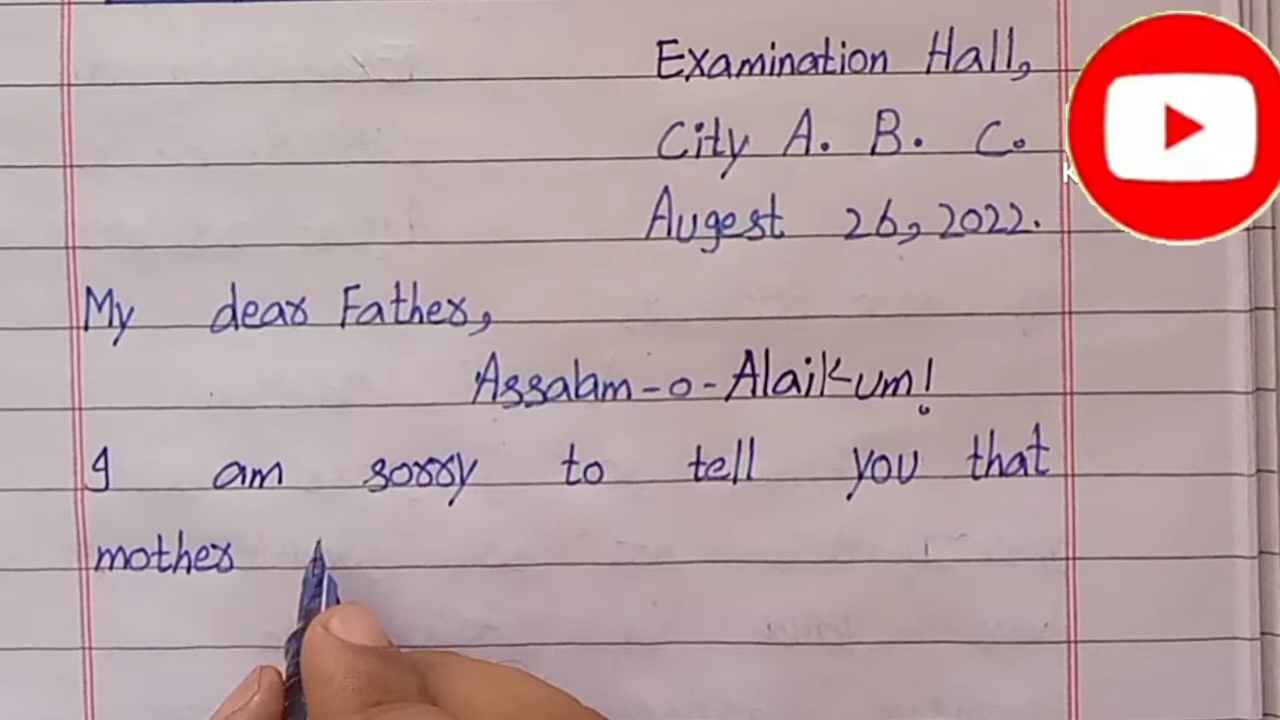 Examination Hall,
City A. B. C.
Augest 26, 2022.
My dear Father,
Assalam-o-Alaikum!
I am sorry to tell you that
mother